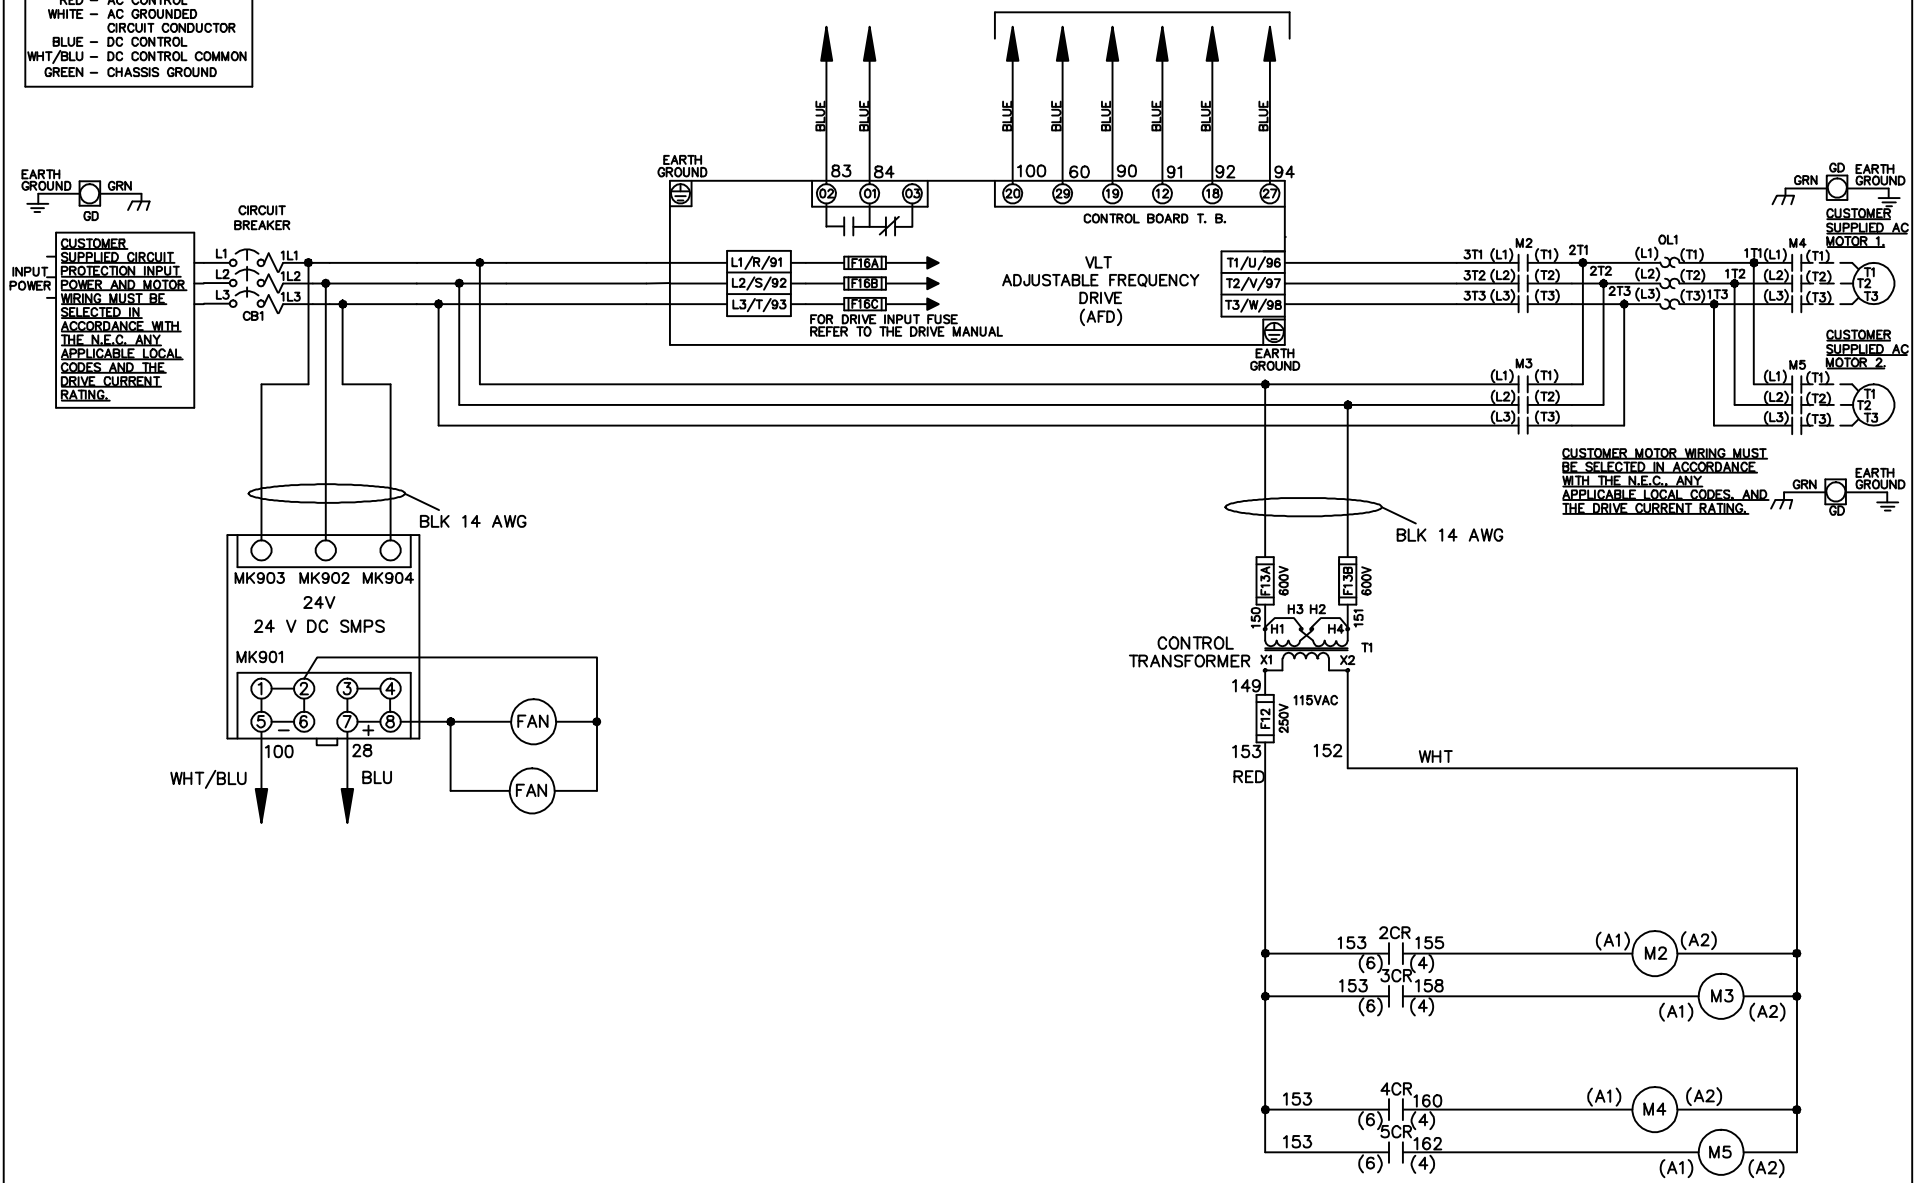 RED – AC CONTROL
WHITE – AC GROUNDED
CIRCUIT CONDUCTOR
BLUE – DC CONTROL
WHT/BLU – DC CONTROL COMMON
GREEN – CHASSIS GROUND
BLUE BLUE BLUE BLUE BLUE BLUE BLUE BLUE
EARTH
GROUND
GRN
GD
CIRCUIT
BREAKER
INPUT
POWER
CUSTOMER
SUPPLIED CIRCUIT
PROTECTION INPUT
POWER AND MOTOR
WIRING MUST BE
SELECTED IN
ACCORDANCE WITH
THE N.E.C. ANY
APPLICABLE LOCAL
CODES AND THE
DRIVE CURRENT
RATING.
L1 1L1
L2 1L2
L3 1L3
CB1
EARTH
GROUND
83 84
02 01 03
100 60 90 91 92 94
20 29 19 12 18 27
CONTROL BOARD T. B.
L1/R/91 F16A
L2/S/92 F16B
L3/T/93 F16C
FOR DRIVE INPUT FUSE
REFER TO THE DRIVE MANUAL
VLT
ADJUSTABLE FREQUENCY
DRIVE
(AFD)
T1/U/96
T2/V/97
T3/W/98
EARTH
GROUND
M2
3T1 (L1) (T1) 2T1
3T2 (L2) (T2) 2T2
3T3 (L3) (T3) 2T3
OL1
(L1) (T1) 1T1
(L2) (T2) 1T2
(L3) (T3) 1T3
M4
(L1) (T1)
(L2) (T2)
(L3) (T3)
T1
T2
T3
GRN
GD
EARTH
GROUND
CUSTOMER
SUPPLIED AC
MOTOR 1.
CUSTOMER
SUPPLIED AC
MOTOR 2.
M3
(L1) (T1)
(L2) (T2)
(L3) (T3)
M5
(L1) (T1)
(L2) (T2)
(L3) (T3)
T1
T2
T3
CUSTOMER MOTOR WIRING MUST
BE SELECTED IN ACCORDANCE
WITH THE N.E.C., ANY
APPLICABLE LOCAL CODES, AND
THE DRIVE CURRENT RATING.
GRN
GD
EARTH
GROUND
BLK 14 AWG
MK903 MK902 MK904
24V
24 V DC SMPS
MK901
1 2 3 4
5 – 6 7 + 8
100 28
WHT/BLU BLU
FAN
FAN
BLK 14 AWG
F13A 600V
F13B 600V
150 151
H3 H2
H1 H4
T1
CONTROL
TRANSFORMER
X1 X2
149
115VAC
F12 250V
153 152
RED
WHT
2CR
153 155
(6) (4)
(A1) M2 (A2)
3CR
153 158
(6) (4)
(A1) M3 (A2)
4CR
153 160
(6) (4)
(A1) M4 (A2)
5CR
153 162
(6) (4)
(A1) M5 (A2)